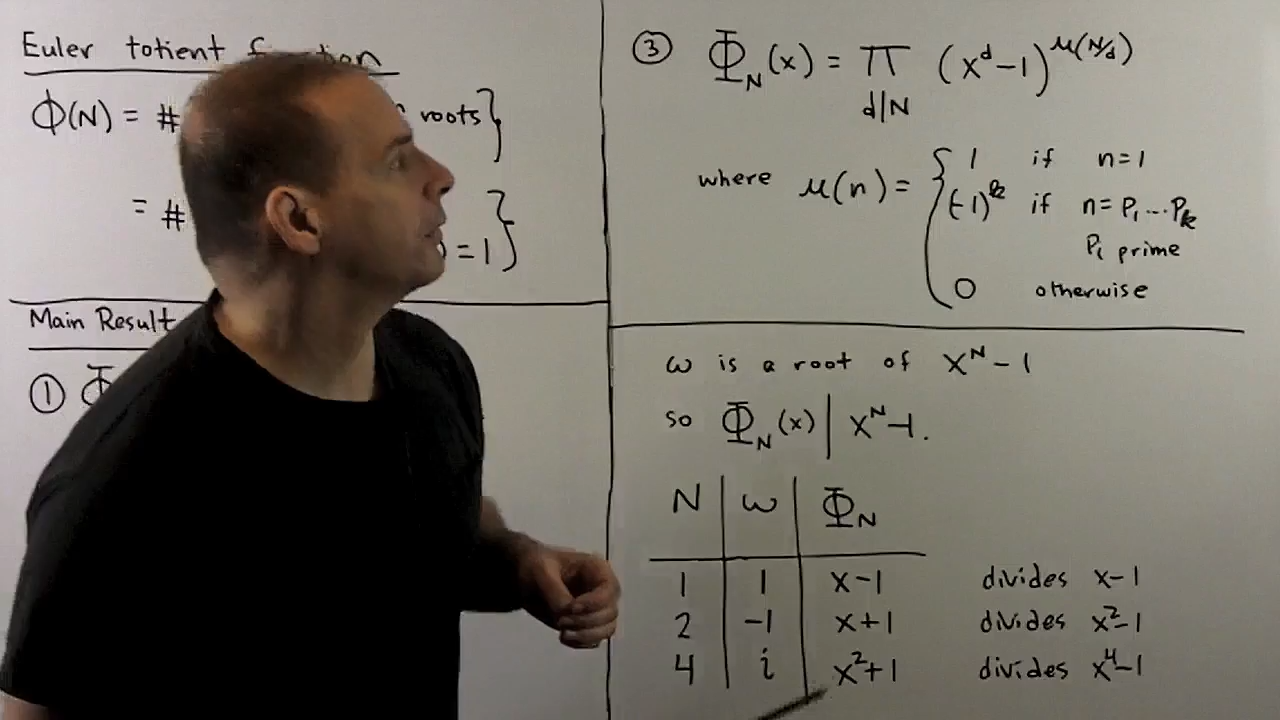 Euler totient function
Φ(N) = # roots}
= # = 1}
Main Result
① Φ
③ Φ_N(x) = ∏ (x^d − 1)^μ(N/d)
d|N
where μ(n) = { 1 if n = 1
(-1)^k if n = P₁ ... P_k
P_i prime
0 otherwise
ω is a root of X^N − 1
so Φ_N(x) | X^N − 1.
N | ω | Φ_N
1 | 1 | x − 1 divides x − 1
2 | −1 | x + 1 divides x² − 1
4 | i | x² + 1 divides x⁴ − 1